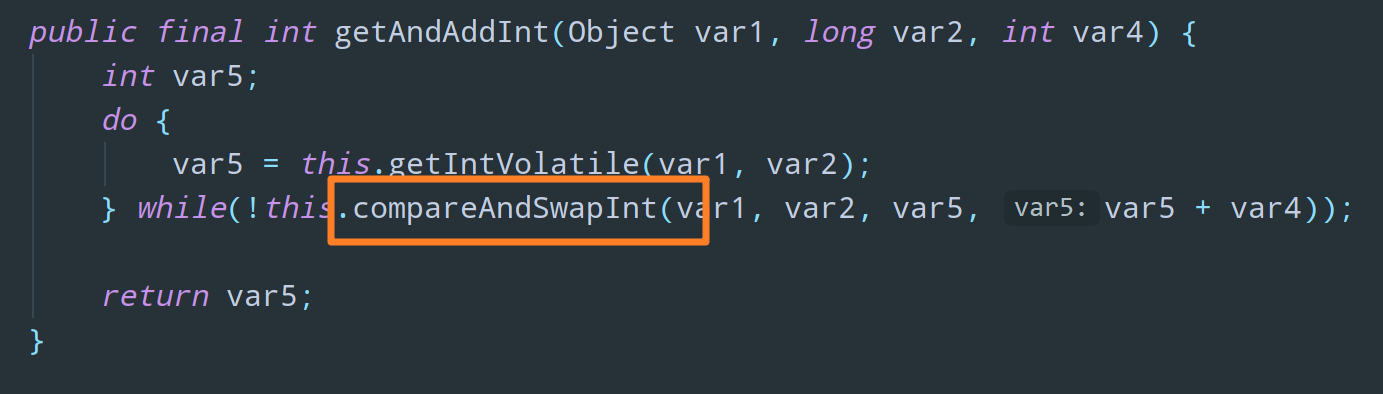 public final int getAndAddInt(Object var1, long var2, int var4) {
    int var5;
    do {
        var5 = this.getIntVolatile(var1, var2);
    } while(!this.compareAndSwapInt(var1, var2, var5, var5: var5 + var4));
    return var5;
}